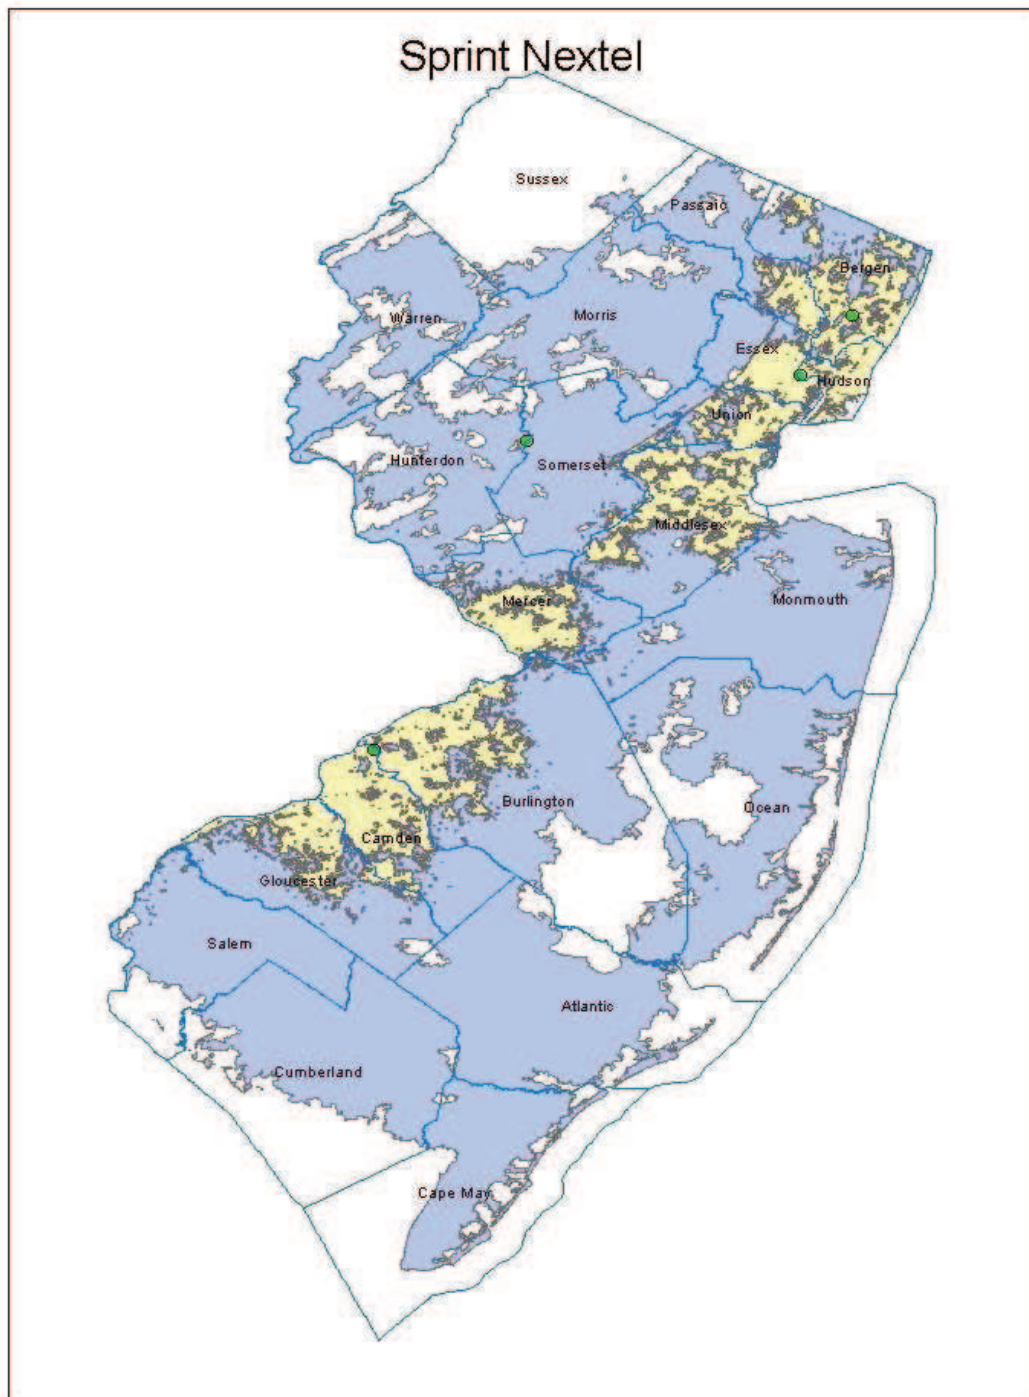 Sprint Nextel
Sussex
Passaic
Bergen
Warren
Morris
Essex
Hudson
Union
Hunterdon
Somerset
Middlesex
Mercer
Monmouth
Burlington
Ocean
Camden
Gloucester
Salem
Atlantic
Cumberland
Cape May